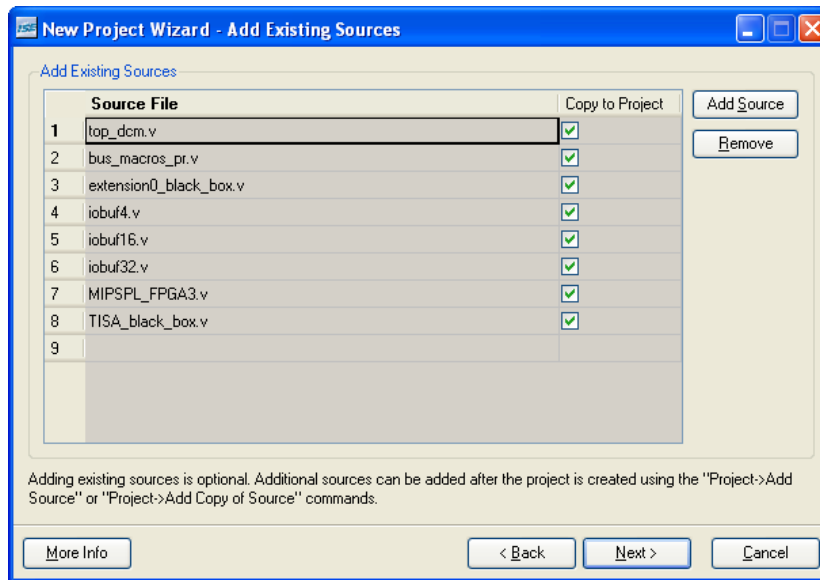 ISE New Project Wizard - Add Existing Sources
Add Existing Sources
Source File Copy to Project
1 top_dcm.v
2 bus_macros_pr.v
3 extension0_black_box.v
4 iobuf4.v
5 iobuf16.v
6 iobuf32.v
7 MIPSPL_FPGA3.v
8 TISA_black_box.v
9
Add Source
Remove
Adding existing sources is optional. Additional sources can be added after the project is created using the "Project->Add
Source" or "Project->Add Copy of Source" commands.
More Info < Back Next > Cancel